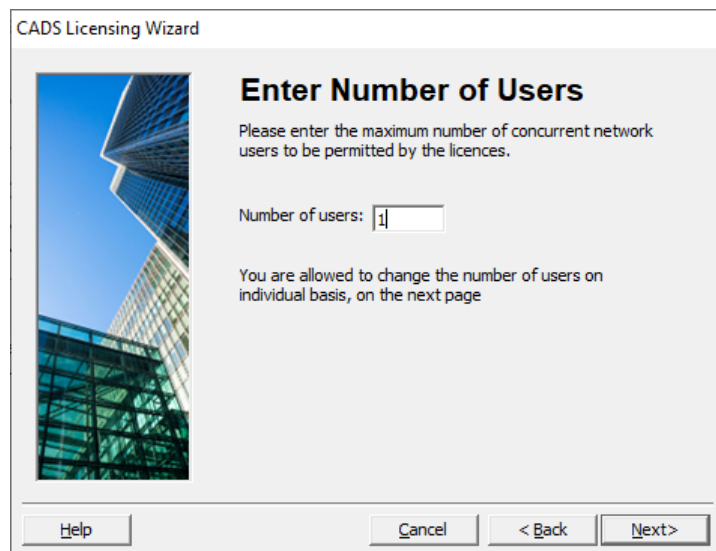 CADS Licensing Wizard
Enter Number of Users
Please enter the maximum number of concurrent network
users to be permitted by the licences.
Number of users: 1
You are allowed to change the number of users on
individual basis, on the next page
Help
Cancel
< Back
Next>